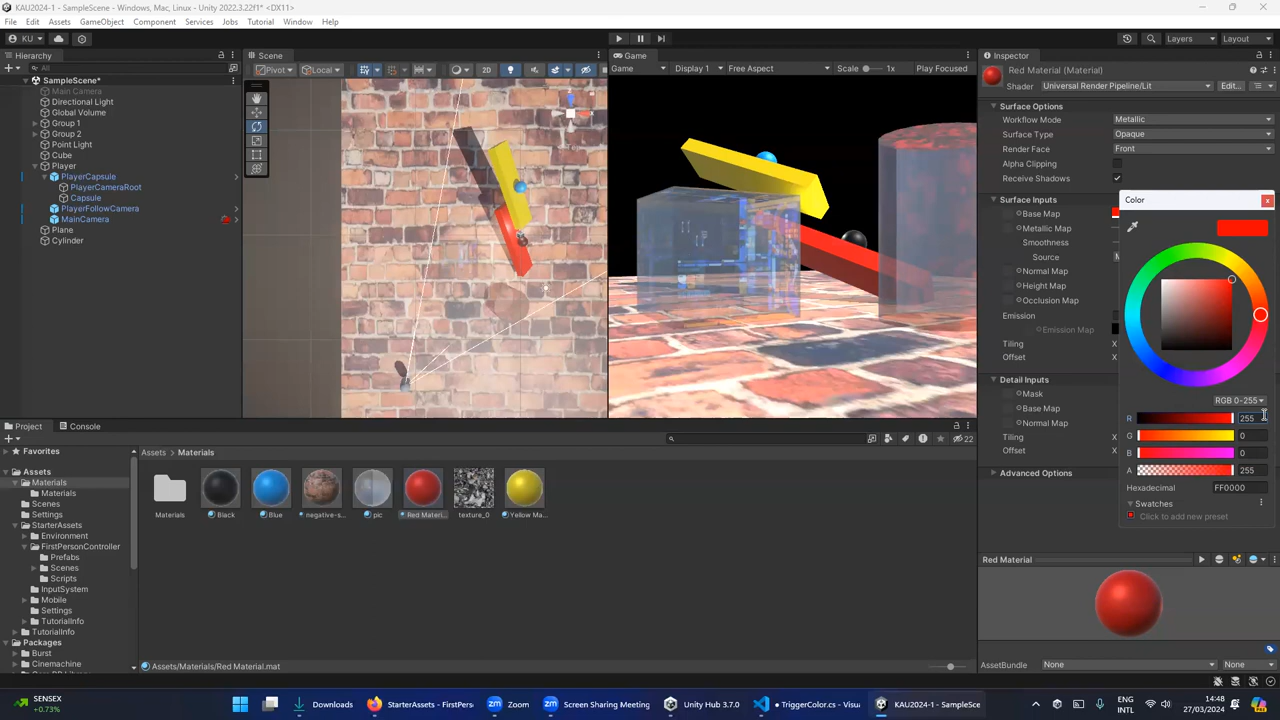 KAU2024-1 - SampleScene - Windows, Mac, Linux - Unity 2022.3.22f1* <DX11>
File Edit Assets GameObject Component Services Jobs Tutorial Window Help
KU
Layers Layout
Hierarchy
All
SampleScene*
Main Camera
Directional Light
Global Volume
Group 1
Group 2
Point Light
Cube
Player
PlayerCapsule
PlayerCameraRoot
Capsule
PlayerFollowCamera
MainCamera
Plane
Cylinder
Scene
Pivot Local 2D
Game
Game Display 1 Free Aspect Scale 1x Play Focused
Inspector
Red Material (Material)
Shader Universal Render Pipeline/Lit Edit...
Surface Options
Workflow Mode Metallic
Surface Type Opaque
Render Face Front
Alpha Clipping
Receive Shadows
Surface Inputs
Base Map
Metallic Map
Smoothness
Source
Normal Map
Height Map
Occlusion Map
Emission
Emission Map
Tiling X
Offset X
Detail Inputs
Mask
Base Map
Normal Map
Tiling X
Offset X
Advanced Options
Color
RGB 0-255
R 255
G 0
B 0
A 255
Hexadecimal FF0000
Swatches
Click to add new preset
Red Material
AssetBundle None None
Project Console
22
Favorites
Assets
Materials
Materials
Scenes
Settings
StarterAssets
Environment
FirstPersonController
Prefabs
Scenes
Scripts
InputSystem
Mobile
Settings
TutorialInfo
TutorialInfo
Packages
Burst
Cinemachine
Assets > Materials
Materials Black Blue negative-s... pic Red Materi... texture_0 Yellow Ma...
Assets/Materials/Red Material.mat
SENSEX
+0.73%
Downloads
StarterAssets - FirstPers
Zoom
Screen Sharing Meeting
Unity Hub 3.7.0
● TriggerColor.cs - Visua
KAU2024-1 - SampleSce
ENG
INTL
14:48
27/03/2024